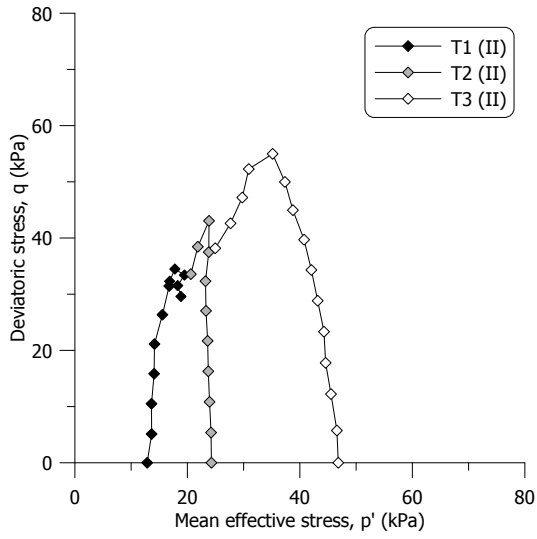 80
60
40
20
0
Deviatoric stress, q (kPa)
T1 (II)
T2 (II)
T3 (II)
0 20 40 60 80
Mean effective stress, p' (kPa)